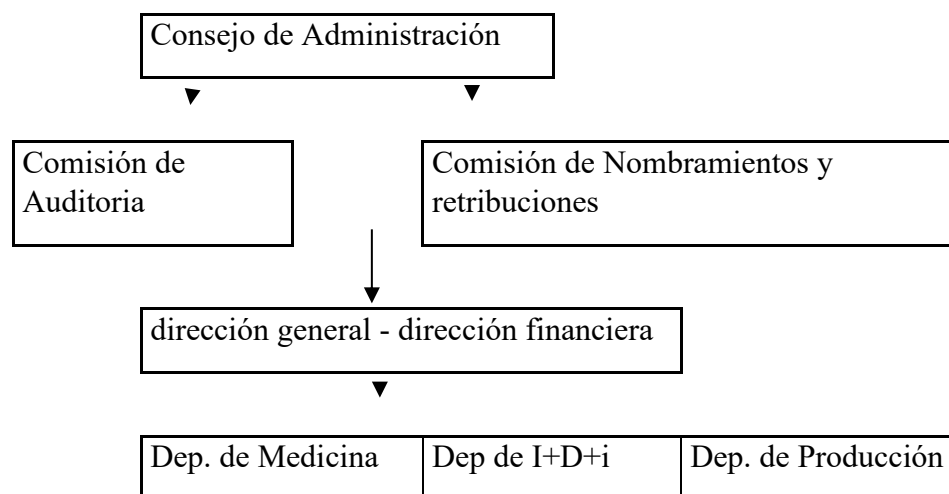 Consejo de Administración
Comisión de
Auditoria
Comisión de Nombramientos y
retribuciones
dirección general - dirección financiera
Dep. de Medicina
Dep de I+D+i
Dep. de Producción